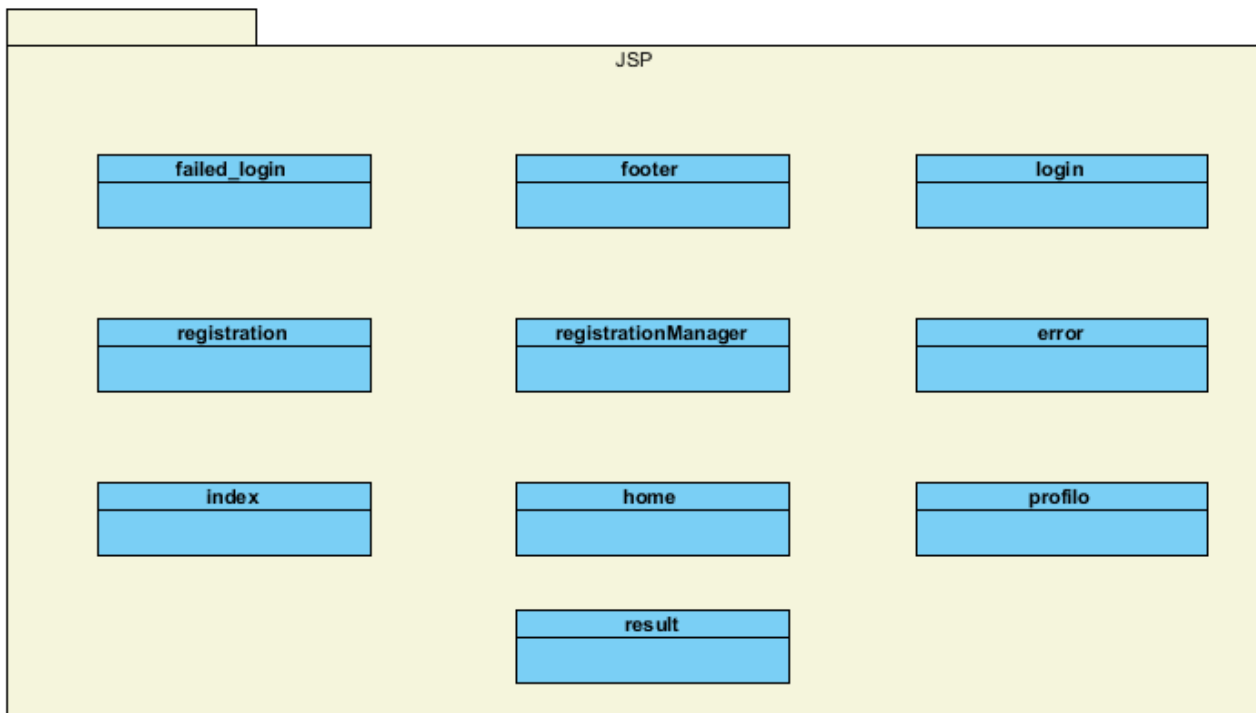 JSP
failed_login
footer
login
registration
registrationManager
error
index
home
profilo
result